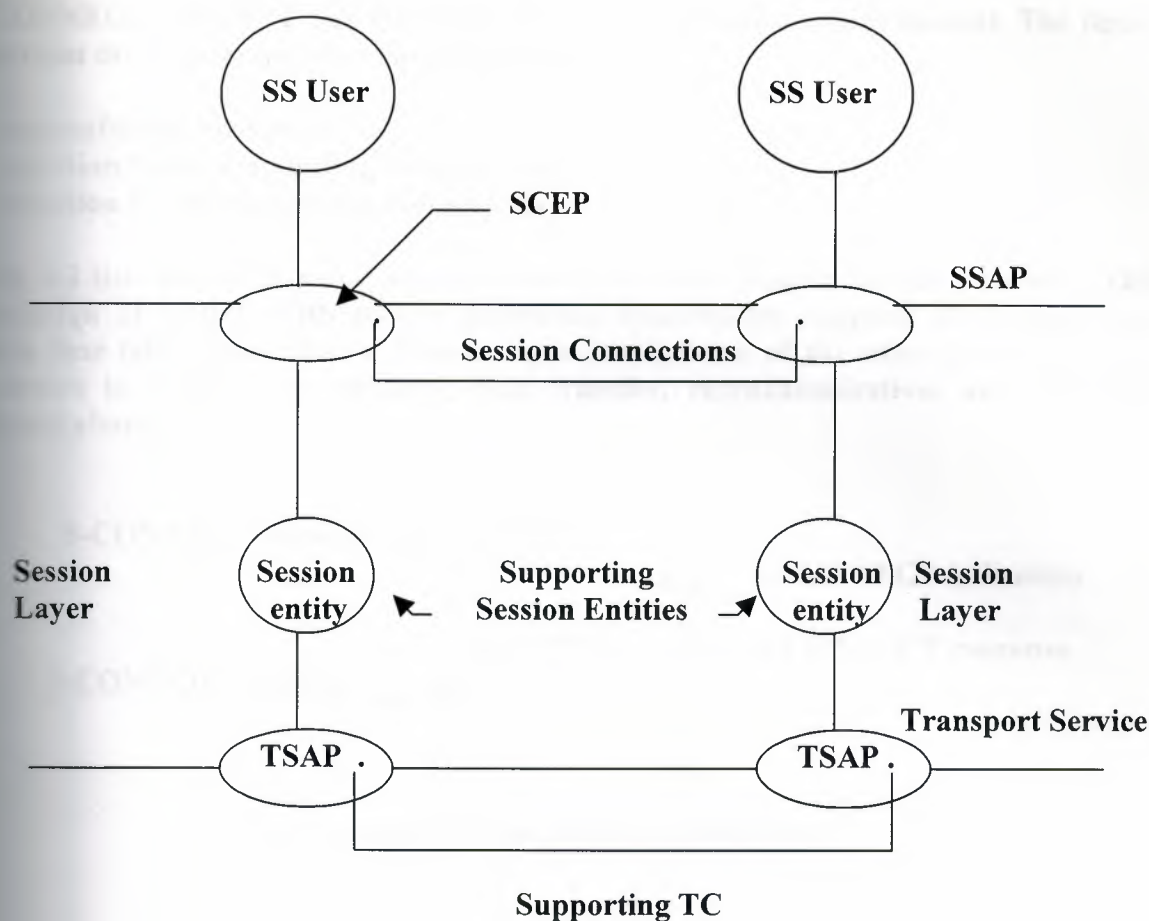 SS User
SS User
SCEP
SSAP
Session Connections
Session
Layer
Session
entity
Supporting
Session Entities
Session
entity
Session
Layer
Transport Service
TSAP .
TSAP .
Supporting TC